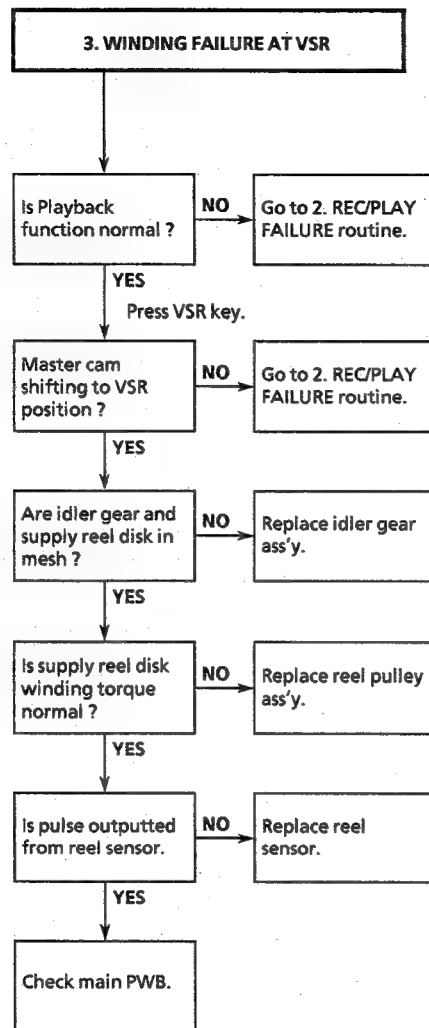 3. WINDING FAILURE AT VSR
Is Playback
function normal ?
NO
Go to 2. REC/PLAY
FAILURE routine.
YES
Press VSR key.
Master cam
shifting to VSR
position ?
NO
Go to 2. REC/PLAY
FAILURE routine.
YES
Are idler gear and
supply reel disk in
mesh ?
NO
Replace idler gear
ass'y.
YES
Is supply reel disk
winding torque
normal ?
NO
Replace reel pulley
ass'y.
YES
Is pulse outputted
from reel sensor.
NO
Replace reel
sensor.
YES
Check main PWB.